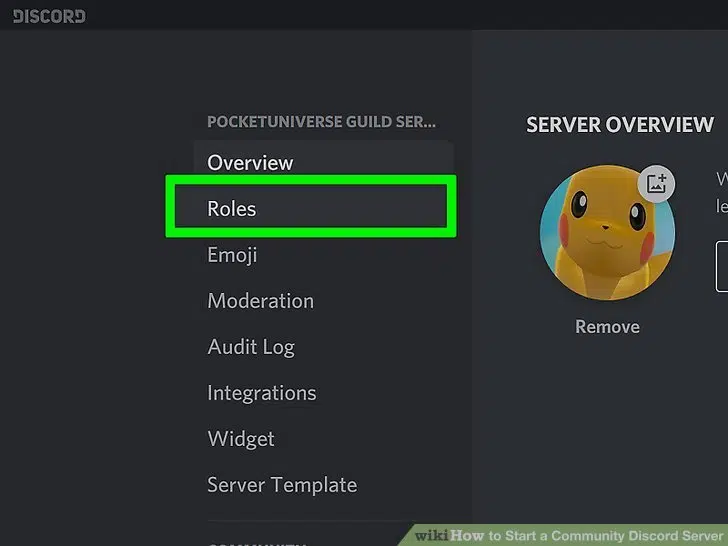 DISCORD
POCKETUNIVERSE GUILD SER...
Overview
Roles
Emoji
Moderation
Audit Log
Integrations
Widget
Server Template
SERVER OVERVIEW
Remove
W
le
wikiHow to Start a Community Discord Server